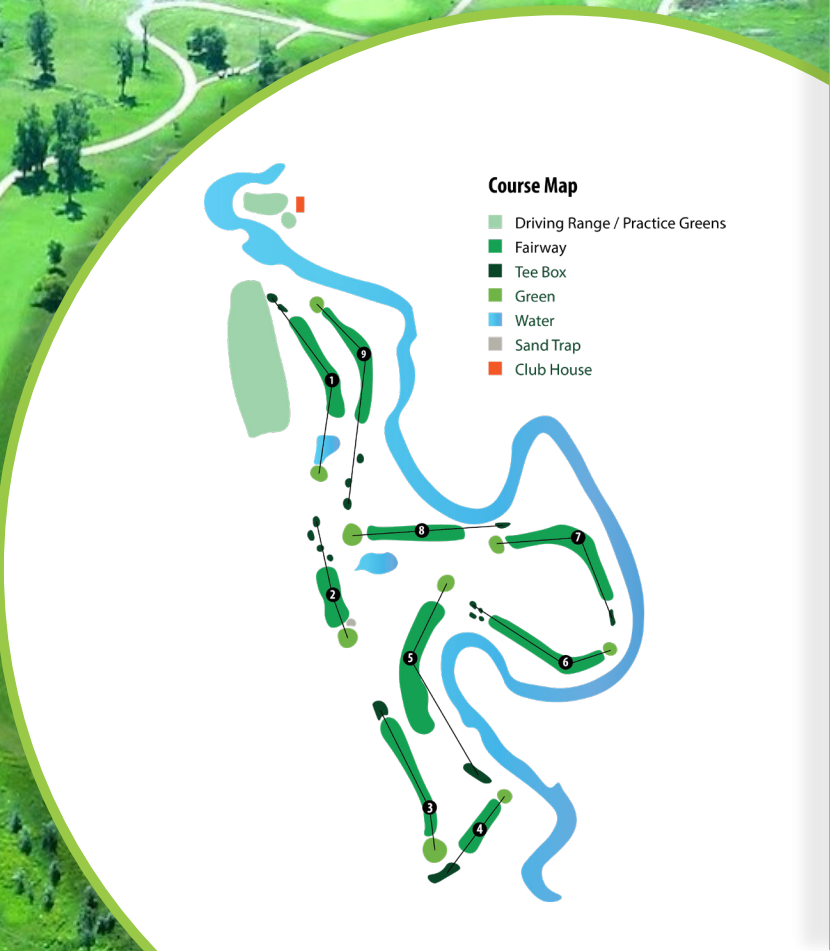 Course Map
Driving Range / Practice Greens
Fairway
Tee Box
Green
Water
Sand Trap
Club House
9
1
8
7
2
5
6
3
4